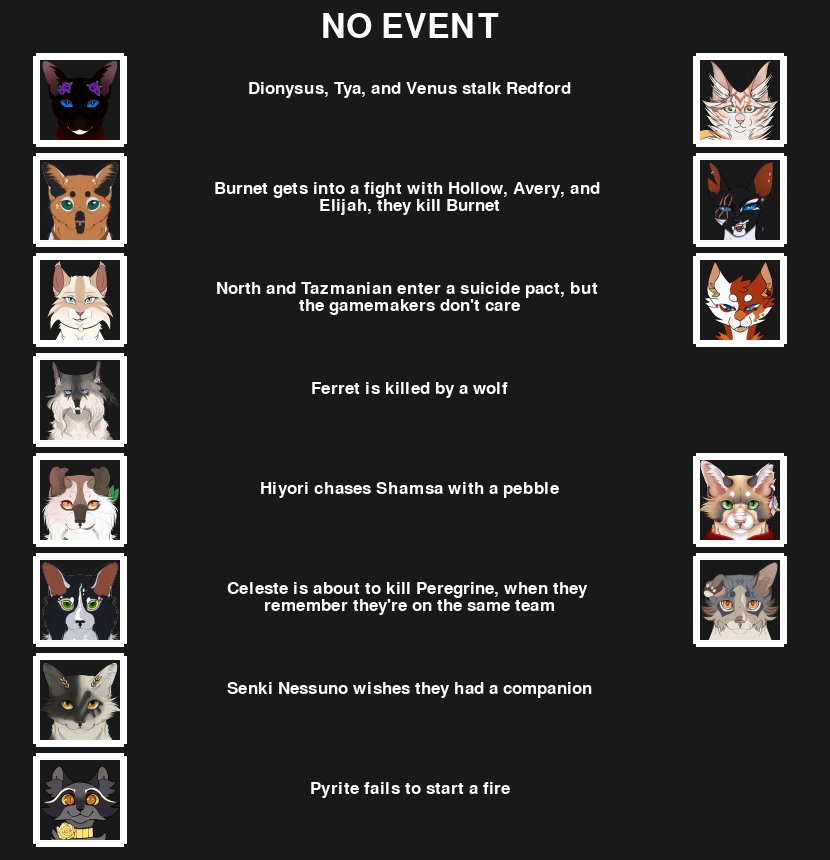 NO EVENT
Dionysus, Tya, and Venus stalk Redford
Burnet gets into a fight with Hollow, Avery, and
Elijah, they kill Burnet
North and Tazmanian enter a suicide pact, but
the gamemakers don't care
Ferret is killed by a wolf
Hiyori chases Shamsa with a pebble
Celeste is about to kill Peregrine, when they
remember they're on the same team
Senki Nessuno wishes they had a companion
Pyrite fails to start a fire